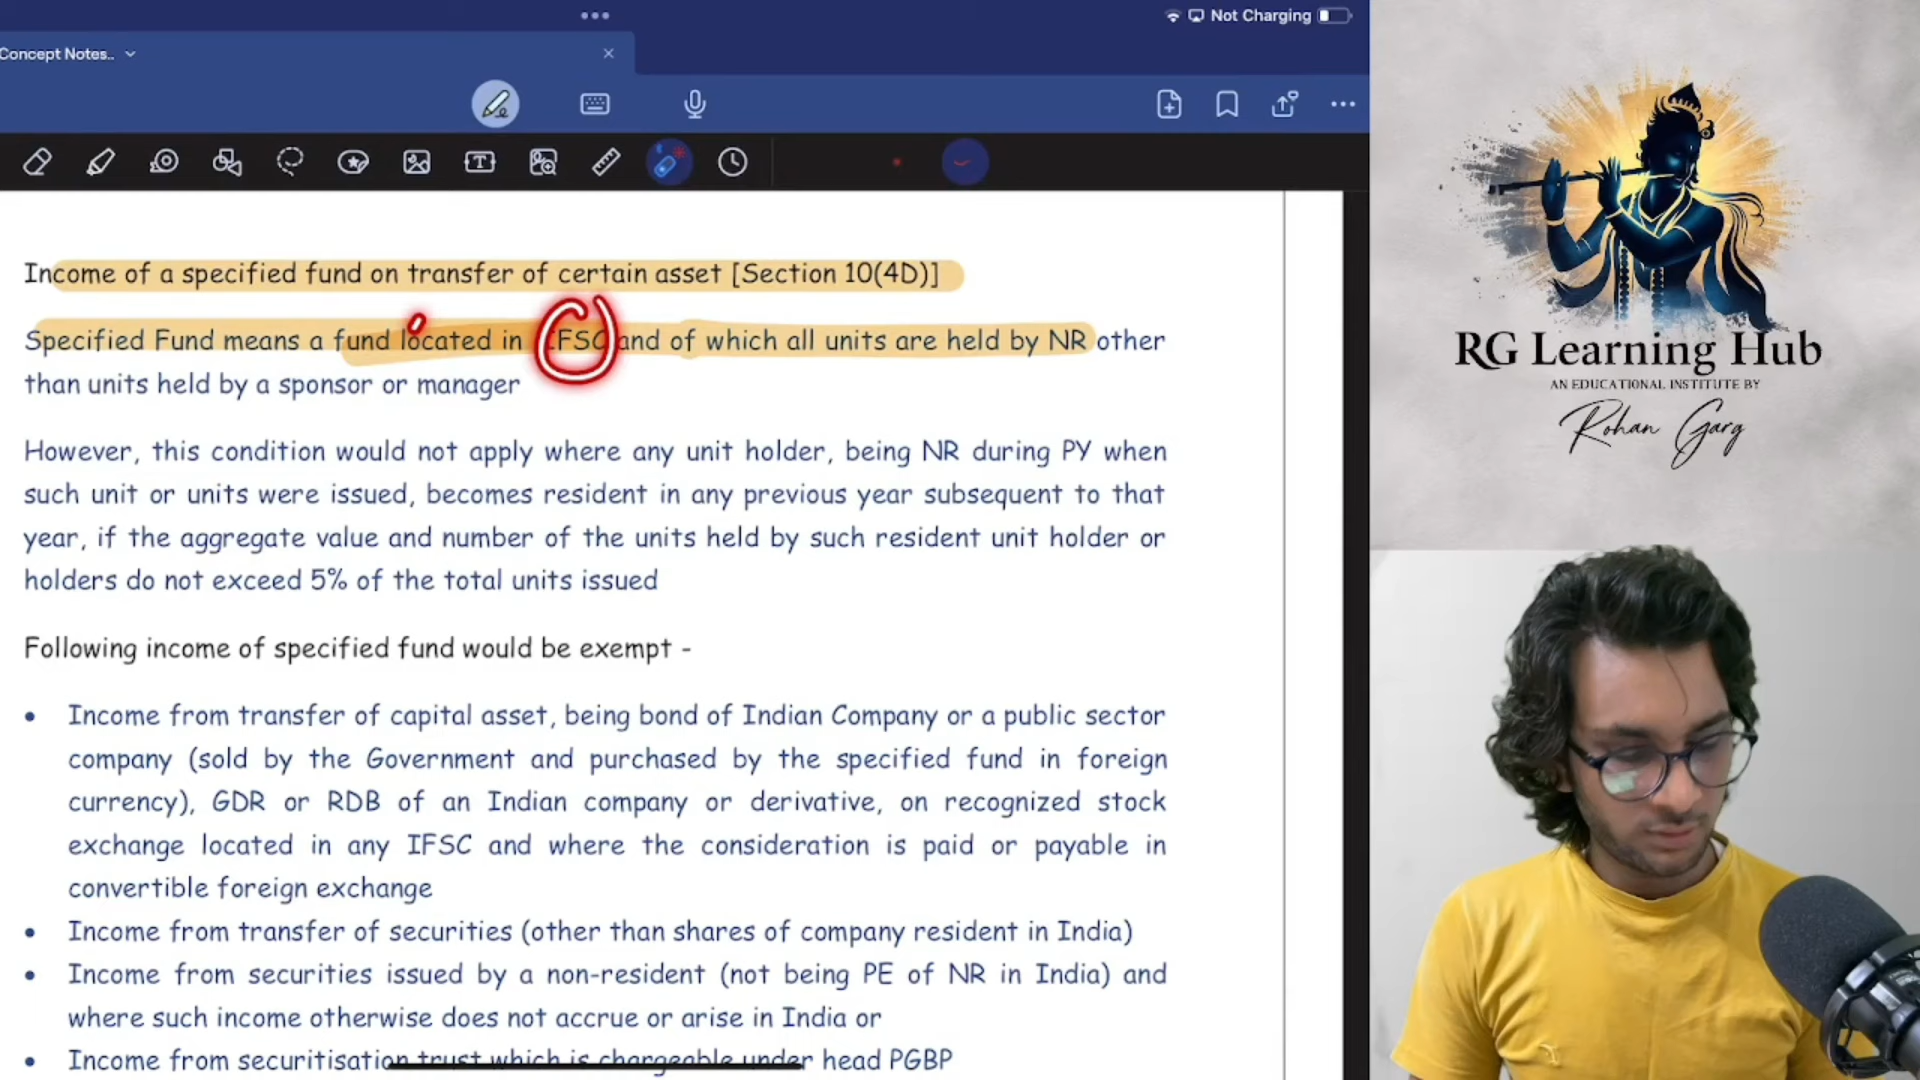 Not Charging
Concept Notes..
Income of a specified fund on transfer of certain asset [Section 10(4D)]
Specified Fund means a fund located in IFSC and of which all units are held by NR other
than units held by a sponsor or manager
However, this condition would not apply where any unit holder, being NR during PY when
such unit or units were issued, becomes resident in any previous year subsequent to that
year, if the aggregate value and number of the units held by such resident unit holder or
holders do not exceed 5% of the total units issued
Following income of specified fund would be exempt -
• Income from transfer of capital asset, being bond of Indian Company or a public sector
company (sold by the Government and purchased by the specified fund in foreign
currency), GDR or RDB of an Indian company or derivative, on recognized stock
exchange located in any IFSC and where the consideration is paid or payable in
convertible foreign exchange
• Income from transfer of securities (other than shares of company resident in India)
• Income from securities issued by a non-resident (not being PE of NR in India) and
where such income otherwise does not accrue or arise in India or
• Income from securitisation trust which is chargeable under head PGBP
RG Learning Hub
AN EDUCATIONAL INSTITUTE BY
Rohan Garg